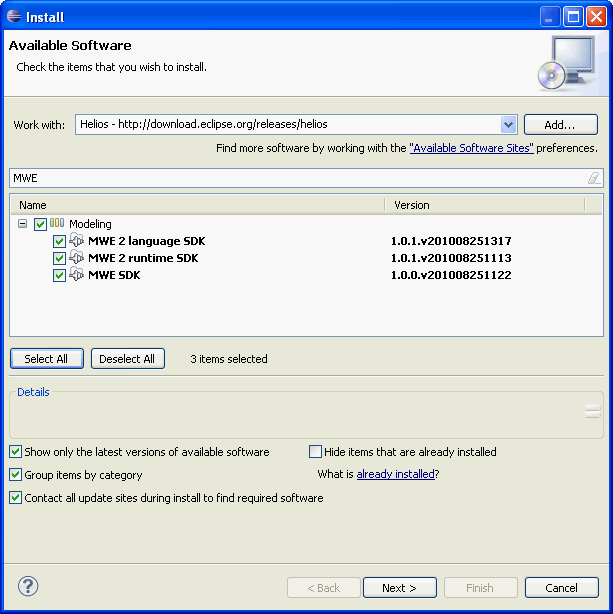 Install
Available Software
Check the items that you wish to install.
Work with: Helios - http://download.eclipse.org/releases/helios Add...
Find more software by working with the "Available Software Sites" preferences.
MWE
Name Version
Modeling
MWE 2 language SDK 1.0.1.v201008251317
MWE 2 runtime SDK 1.0.1.v201008251113
MWE SDK 1.0.0.v201008251122
Select All Deselect All 3 items selected
Details
Show only the latest versions of available software Hide items that are already installed
Group items by category What is already installed?
Contact all update sites during install to find required software
? < Back Next > Finish Cancel